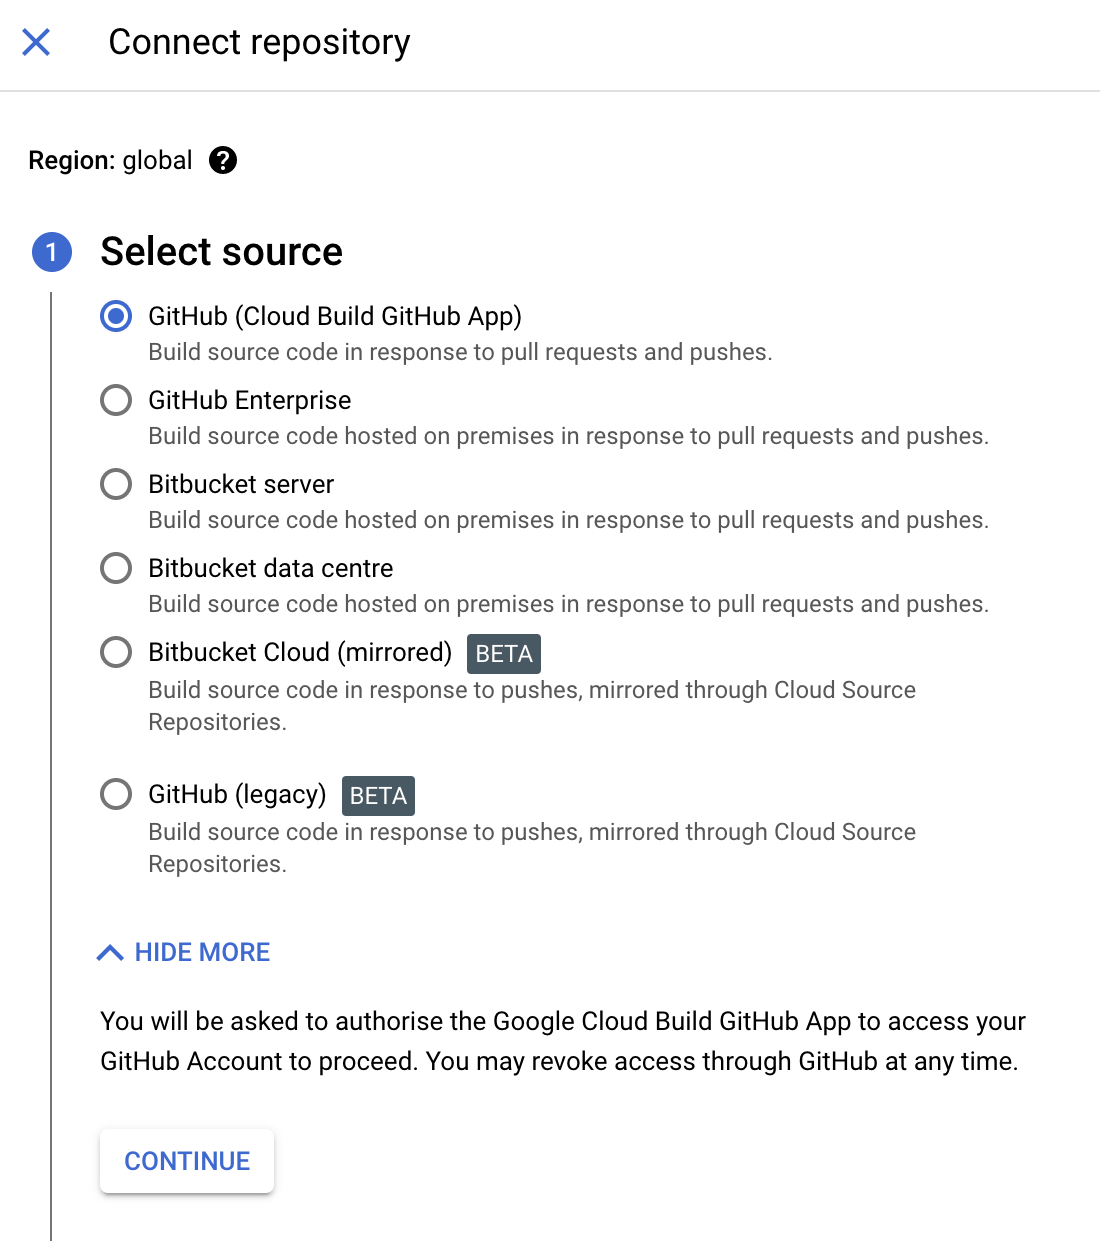 Connect repository
Region: global
1 Select source
GitHub (Cloud Build GitHub App)
Build source code in response to pull requests and pushes.
GitHub Enterprise
Build source code hosted on premises in response to pull requests and pushes.
Bitbucket server
Build source code hosted on premises in response to pull requests and pushes.
Bitbucket data centre
Build source code hosted on premises in response to pull requests and pushes.
Bitbucket Cloud (mirrored) BETA
Build source code in response to pushes, mirrored through Cloud Source
Repositories.
GitHub (legacy) BETA
Build source code in response to pushes, mirrored through Cloud Source
Repositories.
HIDE MORE
You will be asked to authorise the Google Cloud Build GitHub App to access your
GitHub Account to proceed. You may revoke access through GitHub at any time.
CONTINUE